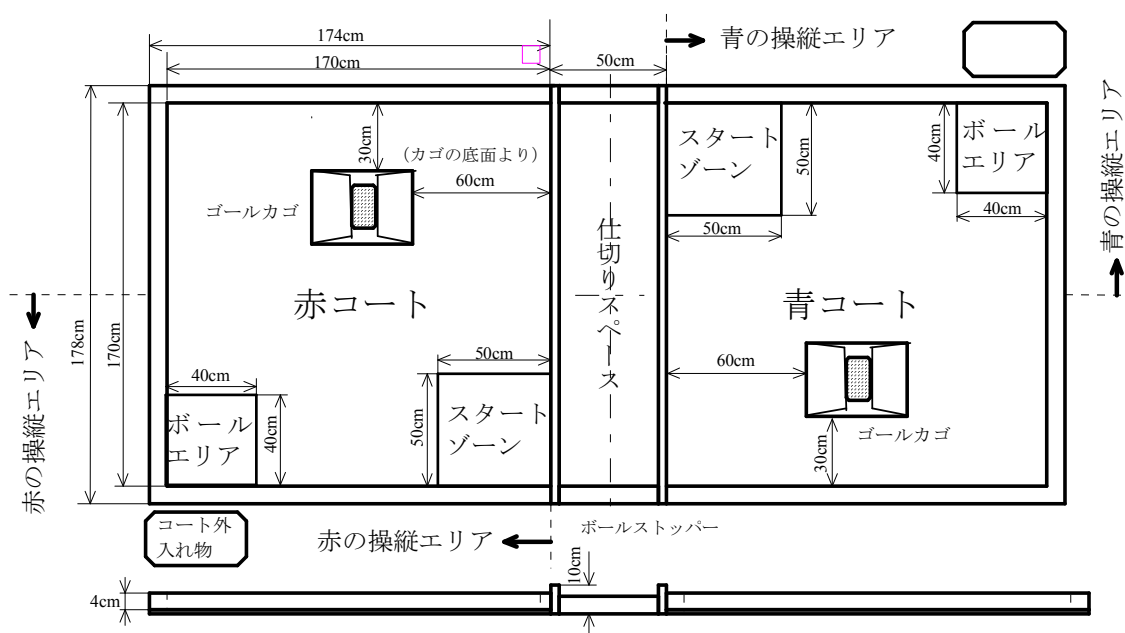 174cm
170cm
50cm
青の操縦エリア
青の操縦エリア
30cm
(カゴの底面より)
60cm
ゴールカゴ
スタート
ゾーン
50cm
50cm
40cm
ボール
エリア
40cm
仕切りスペース
赤コート
青コート
178cm
170cm
赤の操縦エリア
40cm
ボール
エリア
40cm
50cm
50cm
スタート
ゾーン
60cm
30cm
ゴールカゴ
コート外
入れ物
赤の操縦エリア
ボールストッパー
10cm
4cm